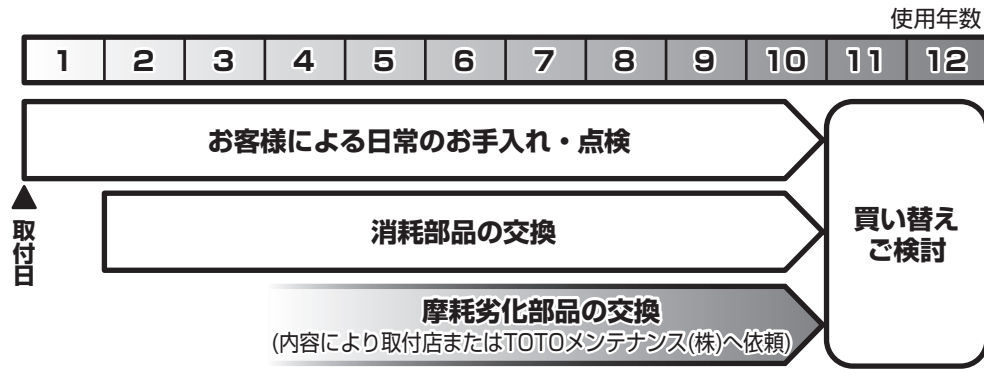 使用年数
1 2 3 4 5 6 7 8 9 10 11 12
お客様による日常のお手入れ・点検
取付日
消耗部品の交換
買い替え
ご検討
摩耗劣化部品の交換
(内容により取付店またはTOTOメンテナンス(株)へ依頼)